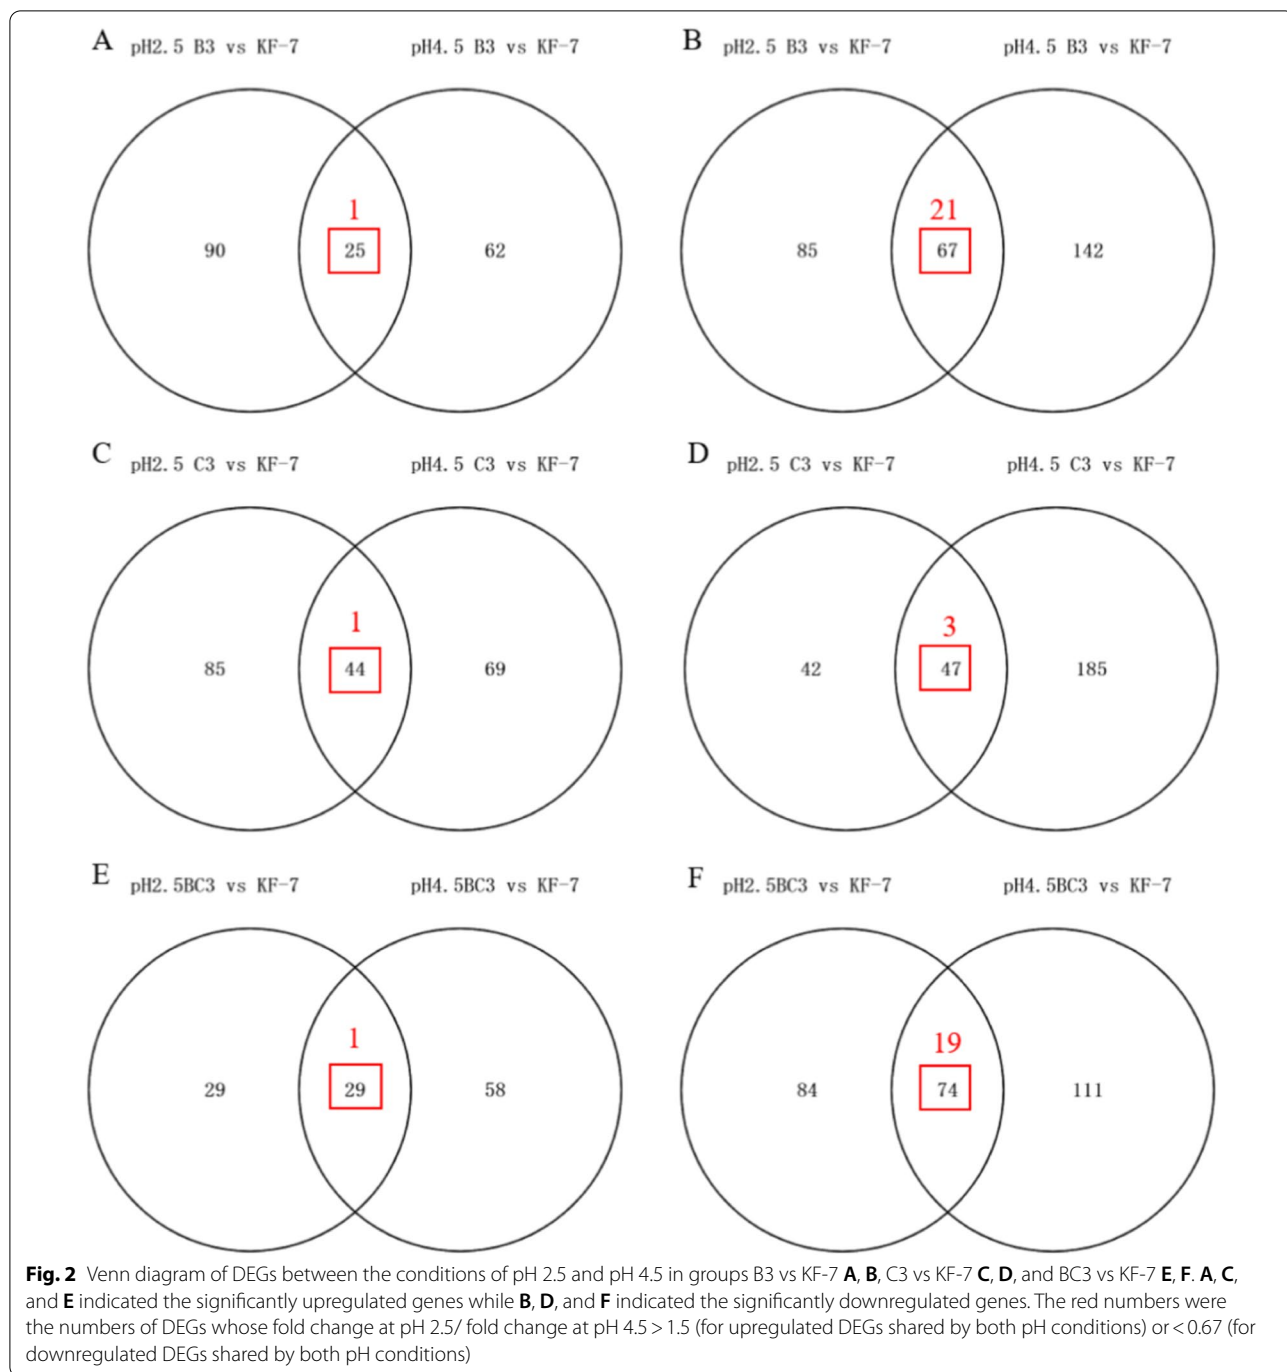 A pH2.5 B3 vs KF-7 pH4.5 B3 vs KF-7
90 1 25 62
B pH2.5 B3 vs KF-7 pH4.5 B3 vs KF-7
85 21 67 142
C pH2.5 C3 vs KF-7 pH4.5 C3 vs KF-7
85 1 44 69
D pH2.5 C3 vs KF-7 pH4.5 C3 vs KF-7
42 3 47 185
E pH2.5BC3 vs KF-7 pH4.5BC3 vs KF-7
29 1 29 58
F pH2.5BC3 vs KF-7 pH4.5BC3 vs KF-7
84 19 74 111
Fig. 2 Venn diagram of DEGs between the conditions of pH 2.5 and pH 4.5 in groups B3 vs KF-7 A, B, C3 vs KF-7 C, D, and BC3 vs KF-7 E, F. A, C,
and E indicated the significantly upregulated genes while B, D, and F indicated the significantly downregulated genes. The red numbers were
the numbers of DEGs whose fold change at pH 2.5/ fold change at pH 4.5 > 1.5 (for upregulated DEGs shared by both pH conditions) or < 0.67 (for
downregulated DEGs shared by both pH conditions)